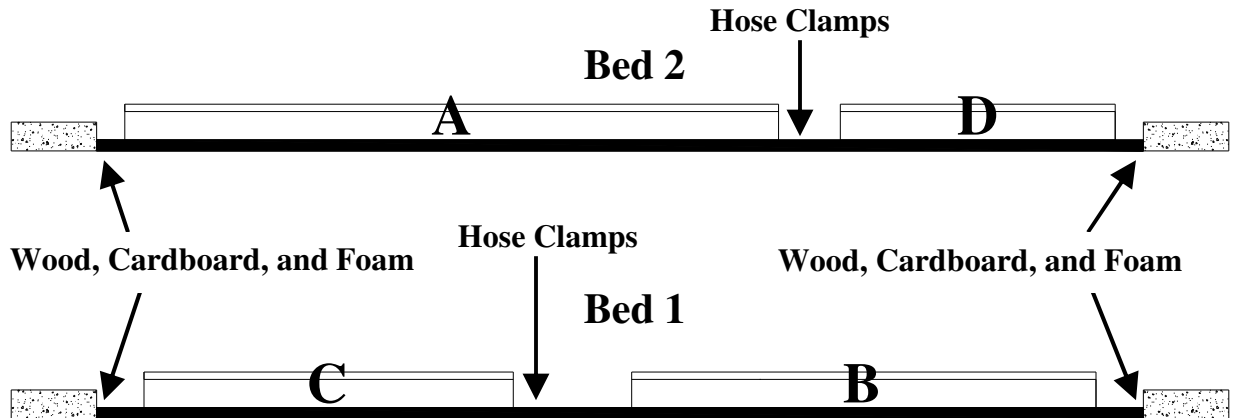 Hose Clamps
Bed 2
A
D
Wood, Cardboard, and Foam
Hose Clamps
Wood, Cardboard, and Foam
Bed 1
C
B